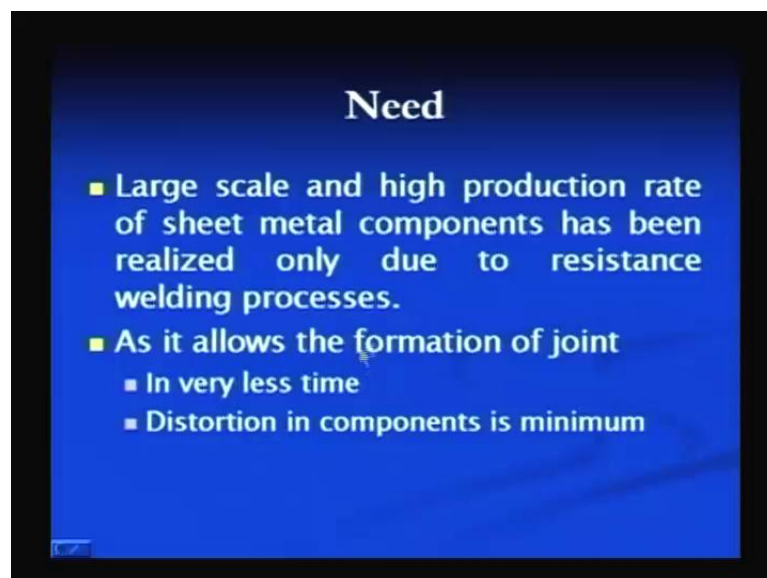 Need
Large scale and high production rate
of sheet metal components has been
realized only due to resistance
welding processes.
As it allows the formation of joint
In very less time
Distortion in components is minimum